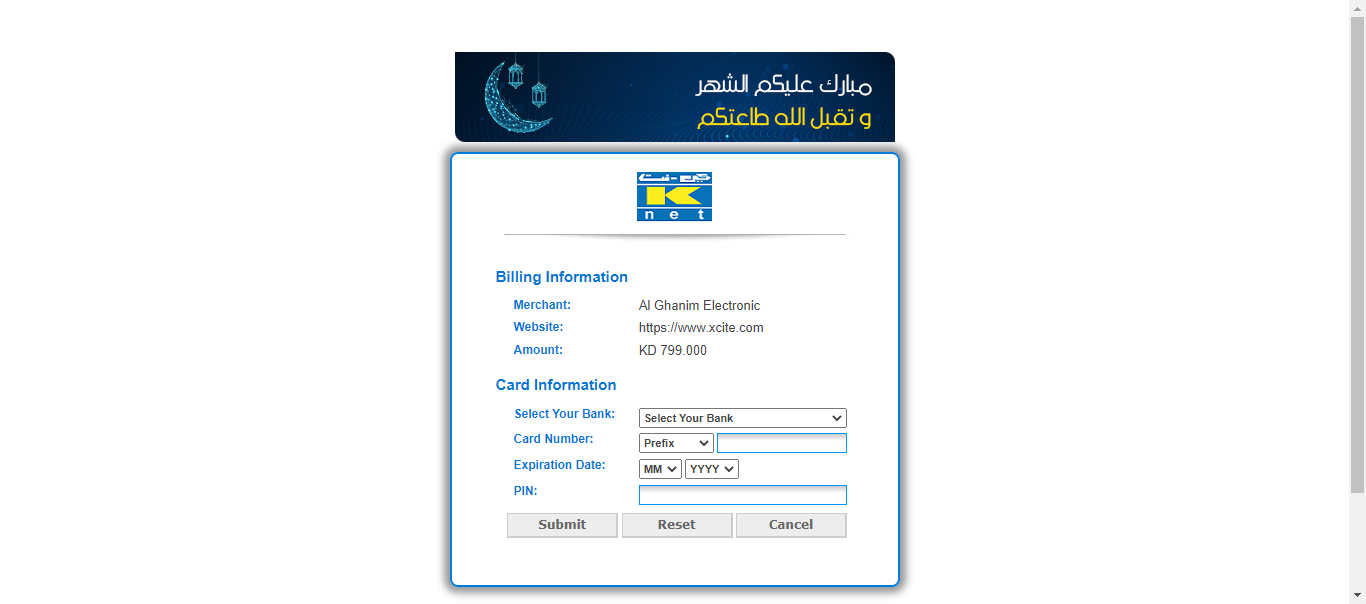 مبارك عليكم الشهر
و تقبل الله طاعتكم
كي - نت
K
net
Billing Information
Merchant: Al Ghanim Electronic
Website: https://www.xcite.com
Amount: KD 799.000
Card Information
Select Your Bank: Select Your Bank
Card Number: Prefix
Expiration Date: MM YYYY
PIN:
Submit Reset Cancel